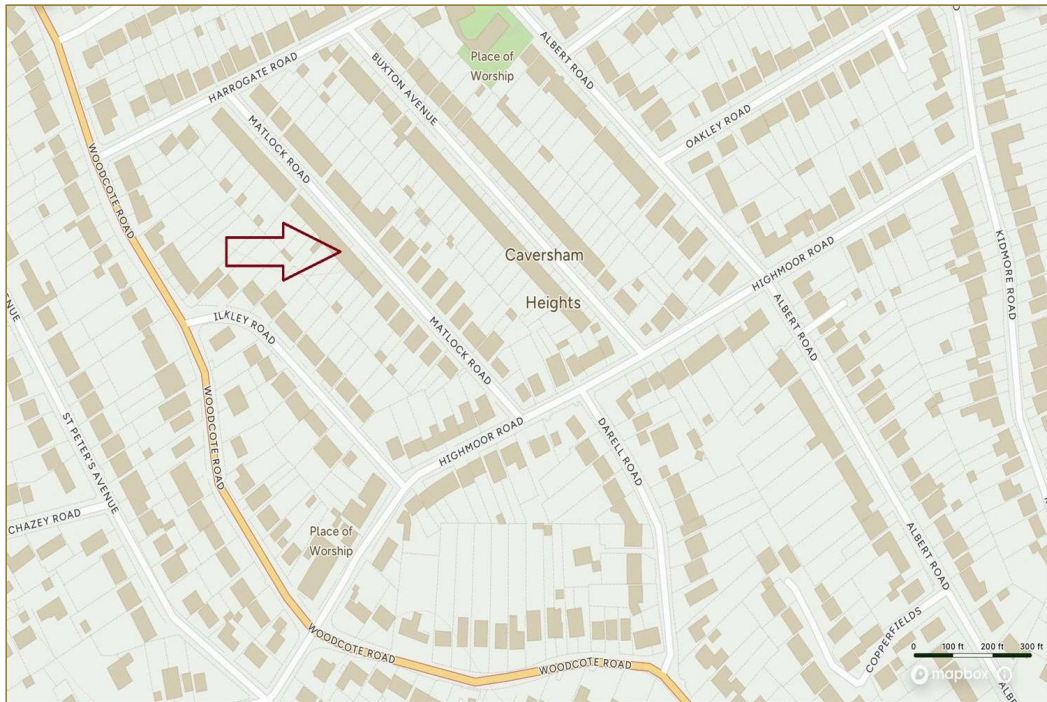 Place of
Worship
ALBERT ROAD
BUXTON AVENUE
HARROGATE ROAD
OAKLEY ROAD
MATLOCK ROAD
WOODCOTE ROAD
Caversham
Heights
HIGHMOOR ROAD
KIDMORE ROAD
ILKLEY ROAD
ALBERT ROAD
MATLOCK ROAD
WOODCOTE ROAD
ST PETER'S AVENUE
HIGHMOOR ROAD
DARELL ROAD
CHAZEY ROAD
Place of
Worship
ALBERT ROAD
COPPERFIELDS
WOODCOTE ROAD
WOODCOTE ROAD
0 100 ft 200 ft 300 ft
mapbox